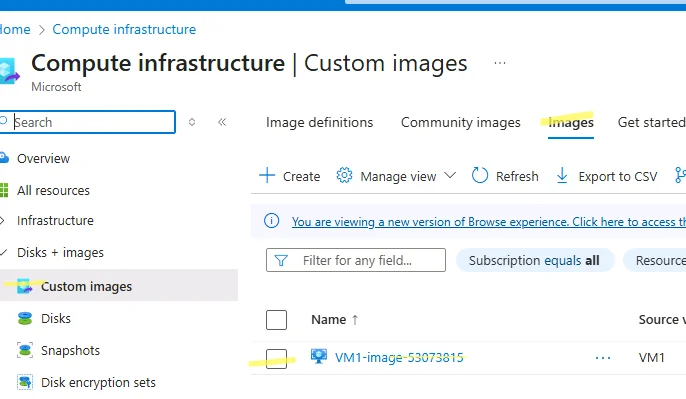 Home > Compute infrastructure
Compute infrastructure | Custom images ...
Microsoft
Search
Image definitions Community images Images Get started
Overview
Create Manage view Refresh Export to CSV
All resources
Infrastructure
You are viewing a new version of Browse experience. Click here to access the
Disks + images
Filter for any field... Subscription equals all Resource
Custom images
Disks
Name ↑ Source v
Snapshots
VM1-image-53073815 ... VM1
Disk encryption sets